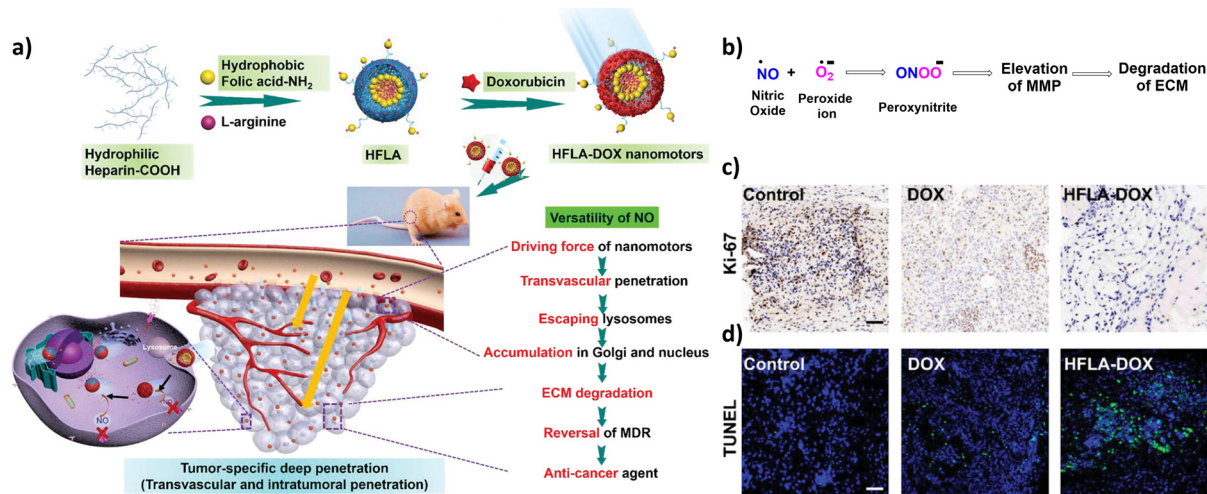 a)
Hydrophobic
Folic acid-NH2
L-arginine
Doxorubicin
Hydrophilic
Heparin-COOH
HFLA
HFLA-DOX nanomotors
Versatility of NO
Driving force of nanomotors
Transvascular penetration
Escaping lysosomes
Accumulation in Golgi and nucleus
ECM degradation
Reversal of MDR
Anti-cancer agent
Lysosome
NO
Tumor-specific deep penetration
(Transvascular and intratumoral penetration)
b)
•NO + •O2− ONOO− Elevation Degradation
of MMP of ECM
Nitric Peroxide Peroxynitrite
Oxide ion
c)
Ki-67
Control DOX HFLA-DOX
d)
TUNEL
Control DOX HFLA-DOX